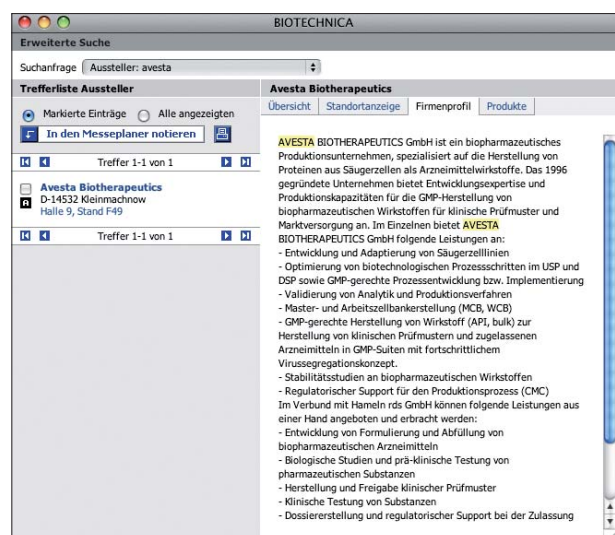 BIOTECHNICA
Erweiterte Suche
Suchanfrage Aussteller: avesta
Trefferliste Aussteller
Markierte Einträge Alle angezeigten
In den Messeplaner notieren
Treffer 1-1 von 1
Avesta Biotherapeutics
A D-14532 Kleinmachnow
Halle 9, Stand F49
Treffer 1-1 von 1
Avesta Biotherapeutics
Übersicht Standortanzeige Firmenprofil Produkte
AVESTA BIOTHERAPEUTICS GmbH ist ein biopharmazeutisches
Produktionsunternehmen, spezialisiert auf die Herstellung von
Proteinen aus Säugerzellen als Arzneimittelwirkstoffe. Das 1996
gegründete Unternehmen bietet Entwicklungsexpertise und
Produktionskapazitäten für die GMP-Herstellung von
biopharmazeutischen Wirkstoffen für klinische Prüfmuster und
Marktversorgung an. Im Einzelnen bietet AVESTA
BIOTHERAPEUTICS GmbH folgende Leistungen an:
- Entwicklung und Adaptierung von Säugerzelllinien
- Optimierung von biotechnologischen Prozessschritten im USP und
DSP sowie GMP-gerechte Prozessentwicklung bzw. Implementierung
- Validierung von Analytik und Produktionsverfahren
- Master- und Arbeitszellbankerstellung (MCB, WCB)
- GMP-gerechte Herstellung von Wirkstoff (API, bulk) zur
Herstellung von klinischen Prüfmustern und zugelassenen
Arzneimitteln in GMP-Suiten mit fortschrittlichem
Virussegregationskonzept.
- Stabilitätsstudien an biopharmazeutischen Wirkstoffen
- Regulatorischer Support für den Produktionsprozess (CMC)
Im Verbund mit Hameln rds GmbH können folgende Leistungen aus
einer Hand angeboten und erbracht werden:
- Entwicklung von Formulierung und Abfüllung von
biopharmazeutischen Arzneimitteln
- Biologische Studien und prä-klinische Testung von
pharmazeutischen Substanzen
- Herstellung und Freigabe klinischer Prüfmuster
- Klinische Testung von Substanzen
- Dossiererstellung und regulatorischer Support bei der Zulassung